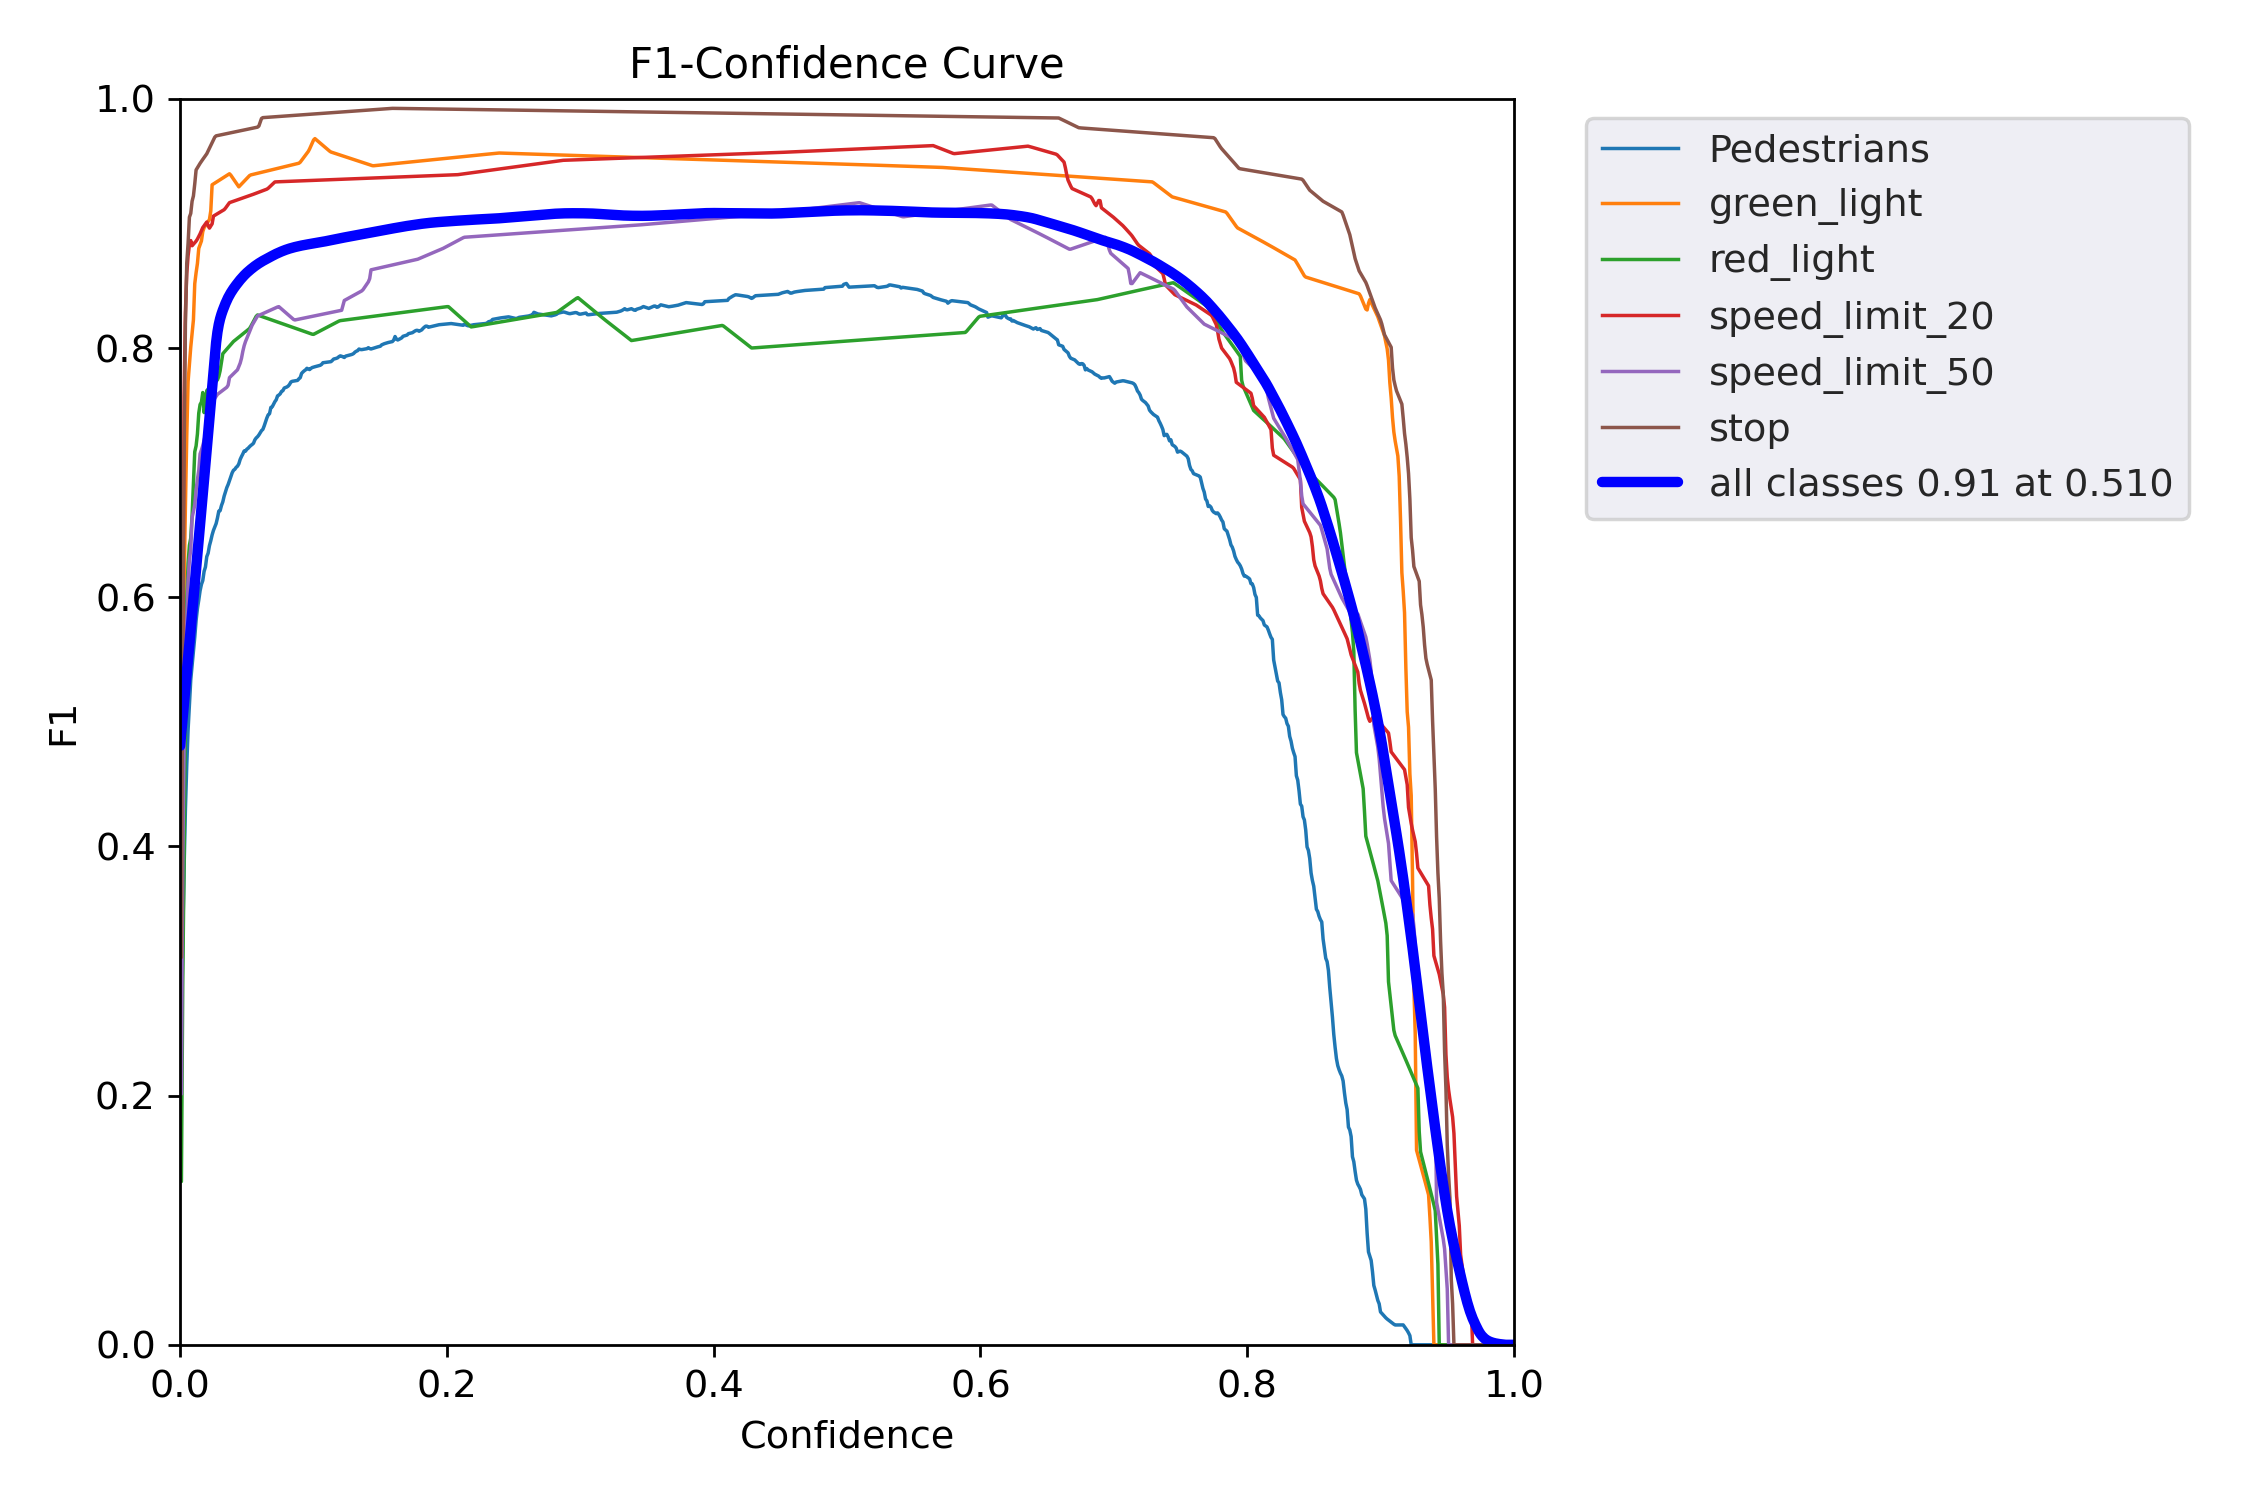 F1-Confidence Curve
1.0
0.8
0.6
0.4
0.2
0.0
F1
0.0 0.2 0.4 0.6 0.8 1.0
Confidence
Pedestrians
green_light
red_light
speed_limit_20
speed_limit_50
stop
all classes 0.91 at 0.510